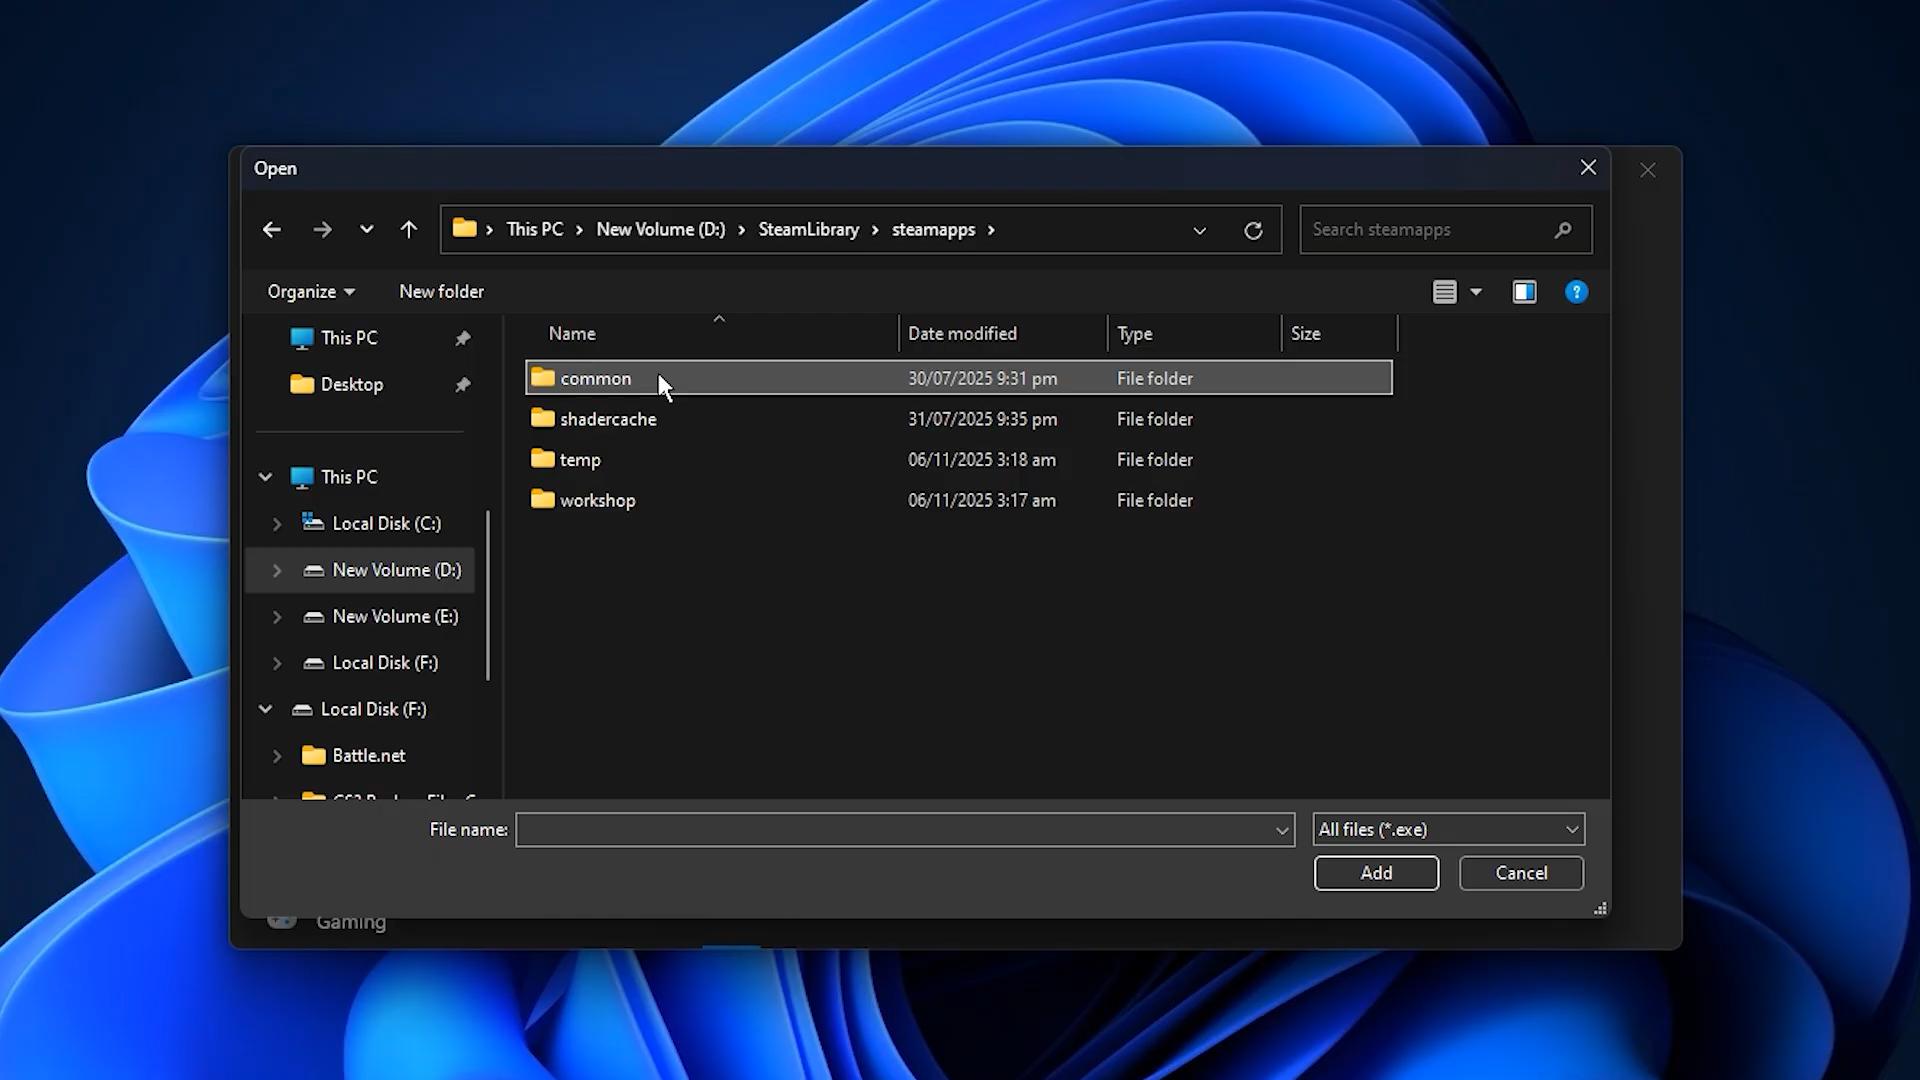 Open
This PC New Volume (D:) SteamLibrary steamapps
Search steamapps
Organize New folder
Name Date modified Type Size
This PC
Desktop
This PC
Local Disk (C:)
New Volume (D:)
New Volume (E:)
Local Disk (F:)
Local Disk (F:)
Battle.net
common 30/07/2025 9:31 pm File folder
shadercache 31/07/2025 9:35 pm File folder
temp 06/11/2025 3:18 am File folder
workshop 06/11/2025 3:17 am File folder
File name: All files (*.exe)
Add Cancel
Gaming